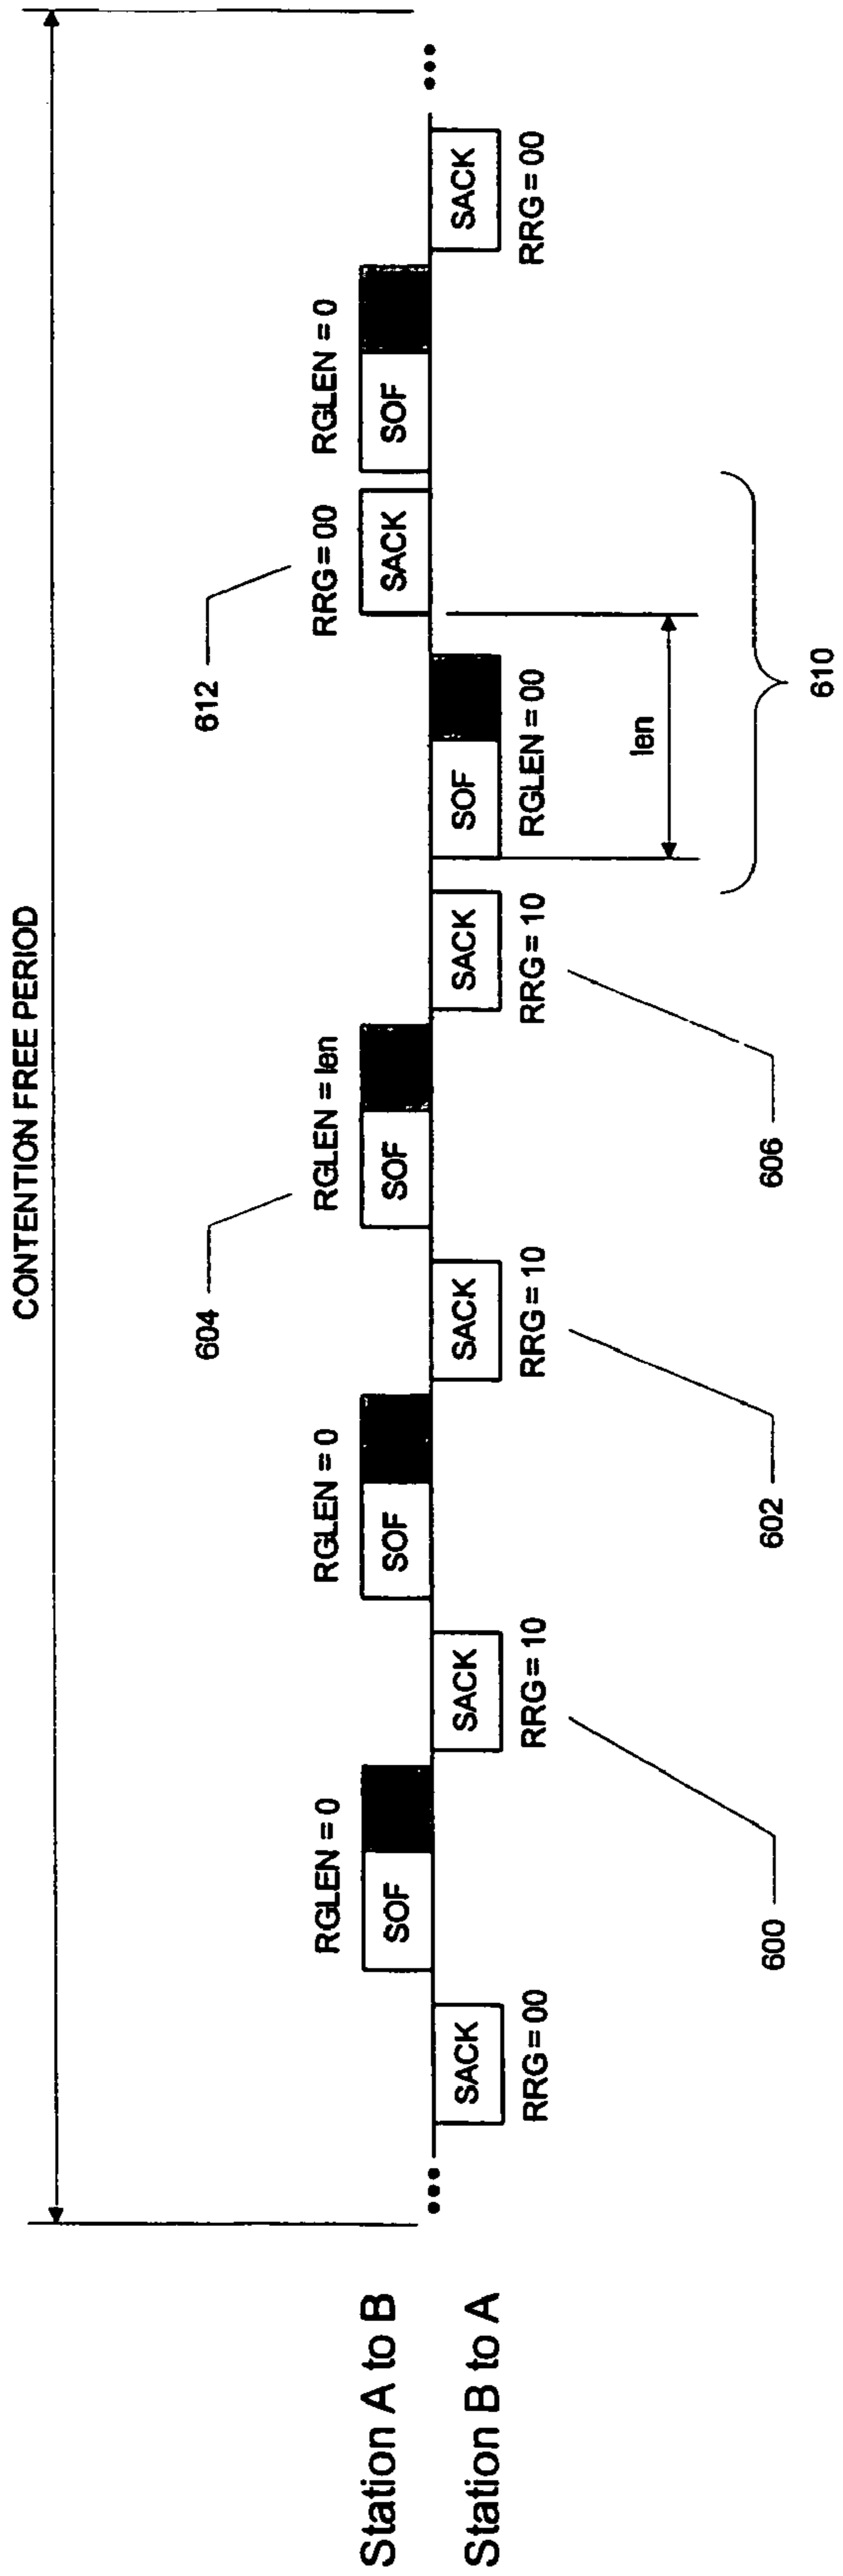 CONTENTION FREE PERIOD
604
612
RGLEN = 0
RGLEN = 0
RGLEN = len
RRG = 00
RGLEN = 0
Station A to B
SOF
SOF
SOF
SACK
SOF
•••
•••
Station B to A
SACK
SACK
SACK
SACK
SOF
SACK
RRG = 00
RRG = 10
RRG = 10
RRG = 10
RGLEN = 00
RRG = 00
len
600
602
606
610